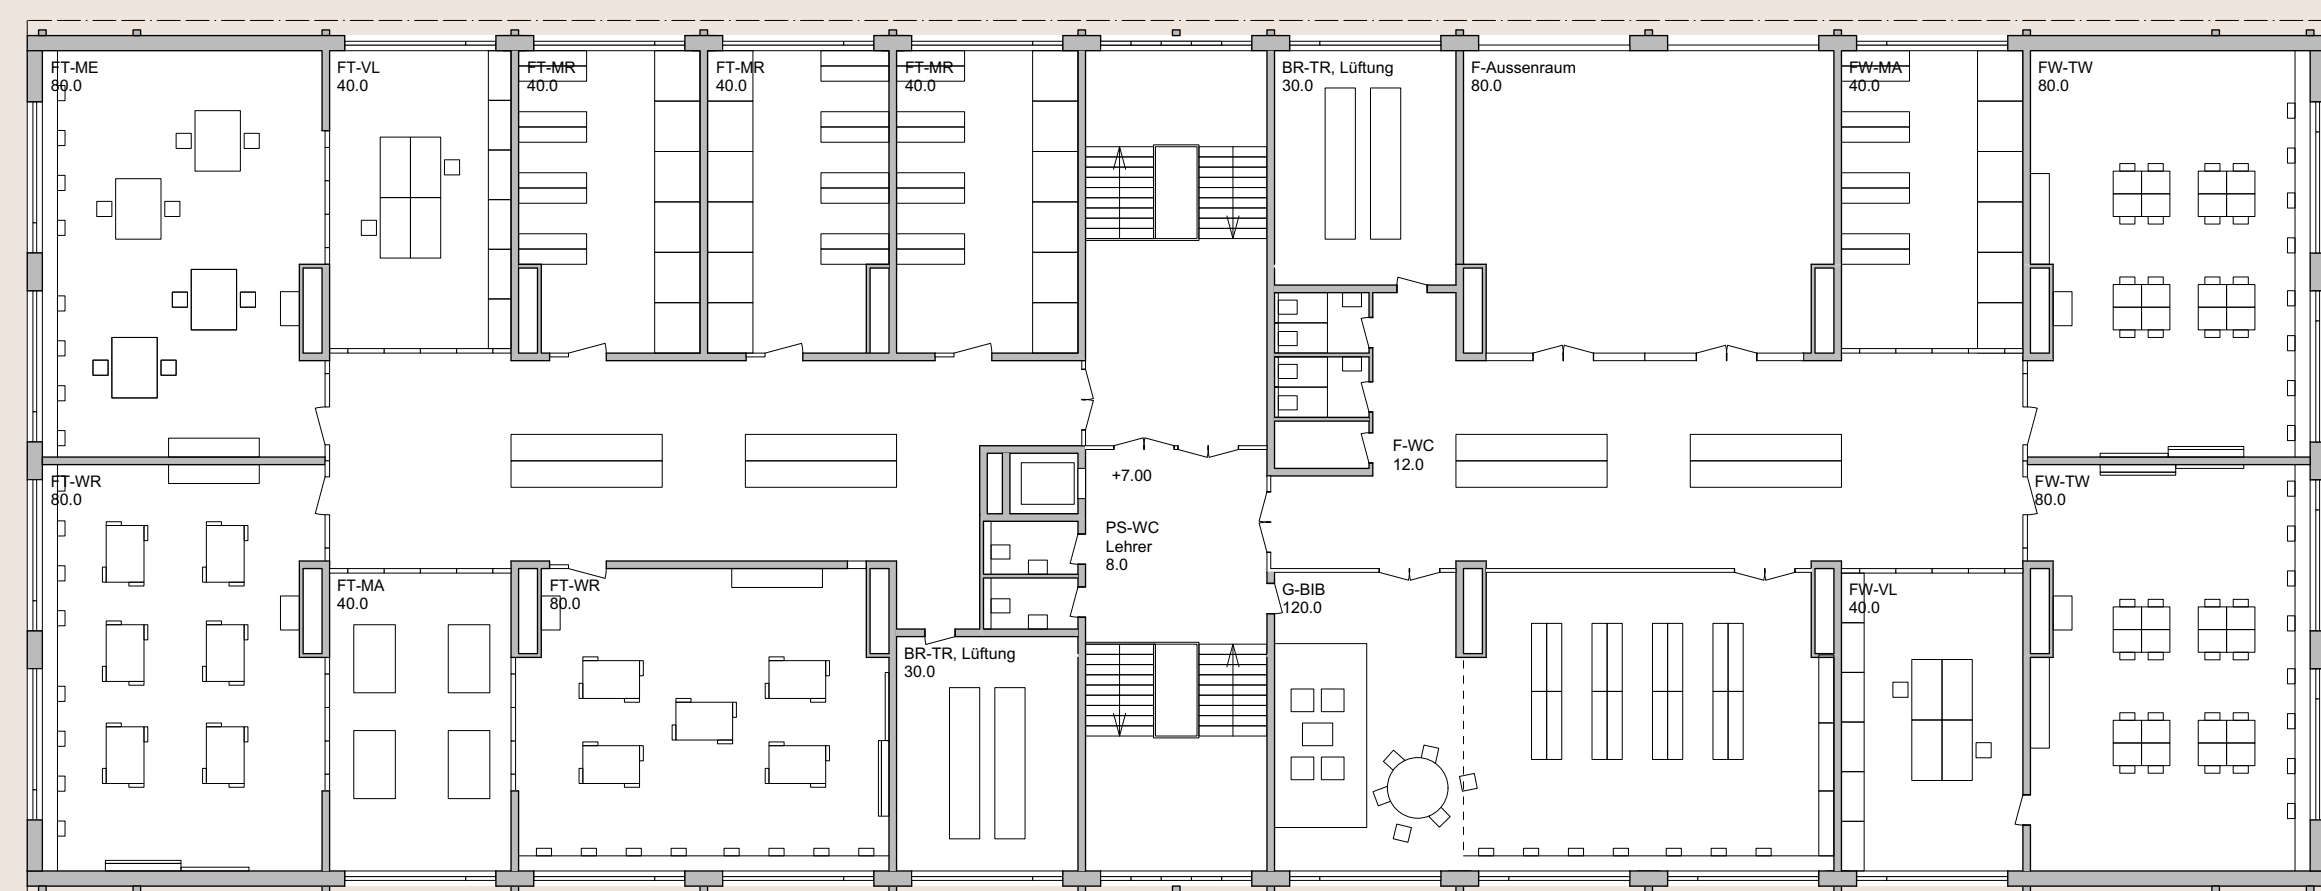 FT-ME
80.0
FT-VL
40.0
FT-MR
40.0
FT-MR
40.0
FT-MR
40.0
BR-TR, Lüftung
30.0
F-Aussenraum
80.0
FW-MA
40.0
FW-TW
80.0
FT-WR
80.0
+7.00
F-WC
12.0
FW-TW
80.0
PS-WC
Lehrer
8.0
FT-MA
40.0
FT-WR
80.0
BR-TR, Lüftung
30.0
G-BIB
120.0
FW-VL
40.0